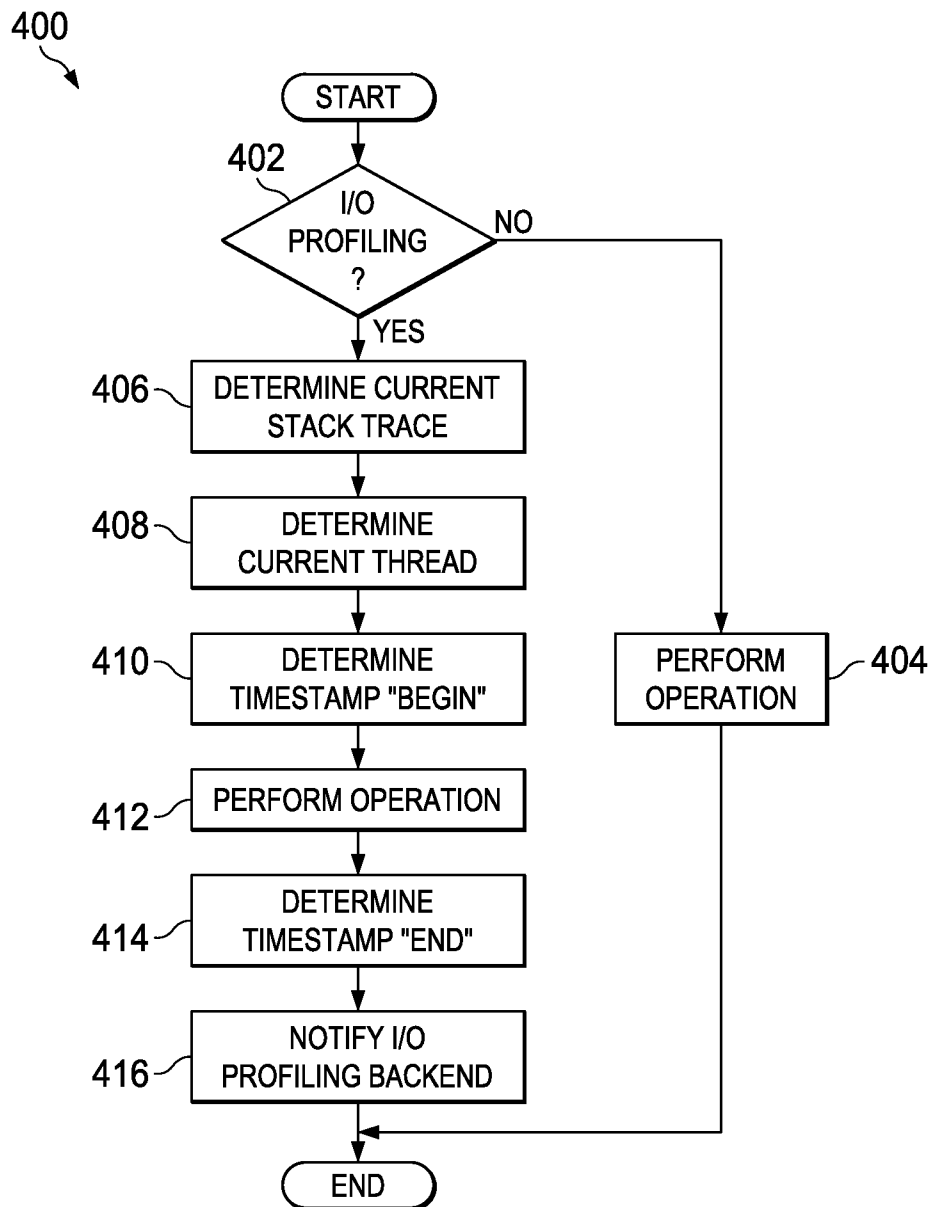 400
START
402
I/O
PROFILING
?
NO
YES
406
DETERMINE CURRENT
STACK TRACE
408
DETERMINE
CURRENT THREAD
410
DETERMINE
TIMESTAMP "BEGIN"
PERFORM
OPERATION
404
412
PERFORM OPERATION
414
DETERMINE
TIMESTAMP "END"
416
NOTIFY I/O
PROFILING BACKEND
END